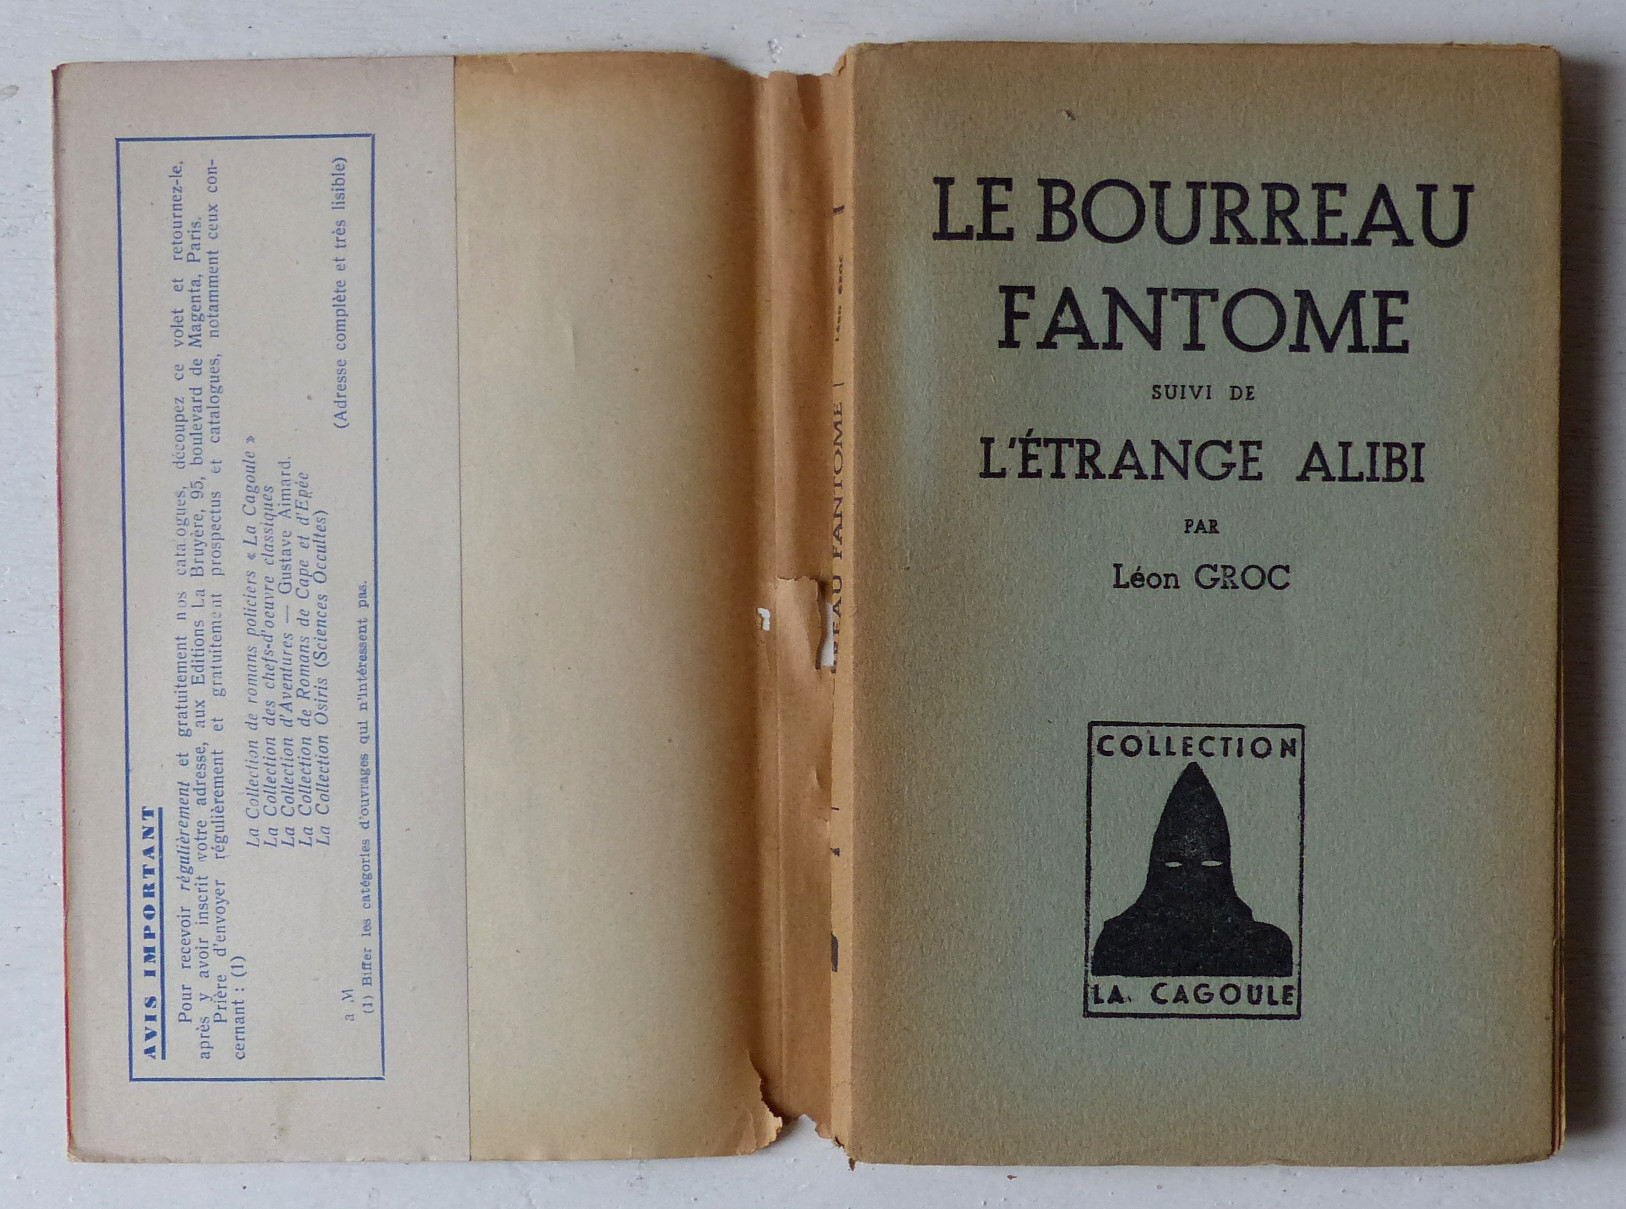 AVIS IMPORTANT
Pour recevoir régulièrement et gratuitement nos catalogues, découpez ce volet et retournez-le,
après y avoir inscrit votre adresse, aux Editions La Bruyère, 95, boulevard de Magenta, Paris.
Prière d'envoyer régulièrement et gratuitement prospectus et catalogues, notamment ceux con-
cernant : (1)
La Collection de romans policiers « La Cagoule »
La Collection des chefs-d'oeuvre classiques
La Collection d'Aventures — Gustave Aimard.
La Collection de Romans de Cape et d'Epée
La Collection Osiris (Sciences Occultes)
a M
(Adresse complète et très lisible)
(1) Biffer les catégories d'ouvrages qui n'intéressent pas.
FANTOME
LE BOURREAU
FANTOME
SUIVI DE
L'ÉTRANGE ALIBI
PAR
Léon GROC
COLLECTION
LA CAGOULE